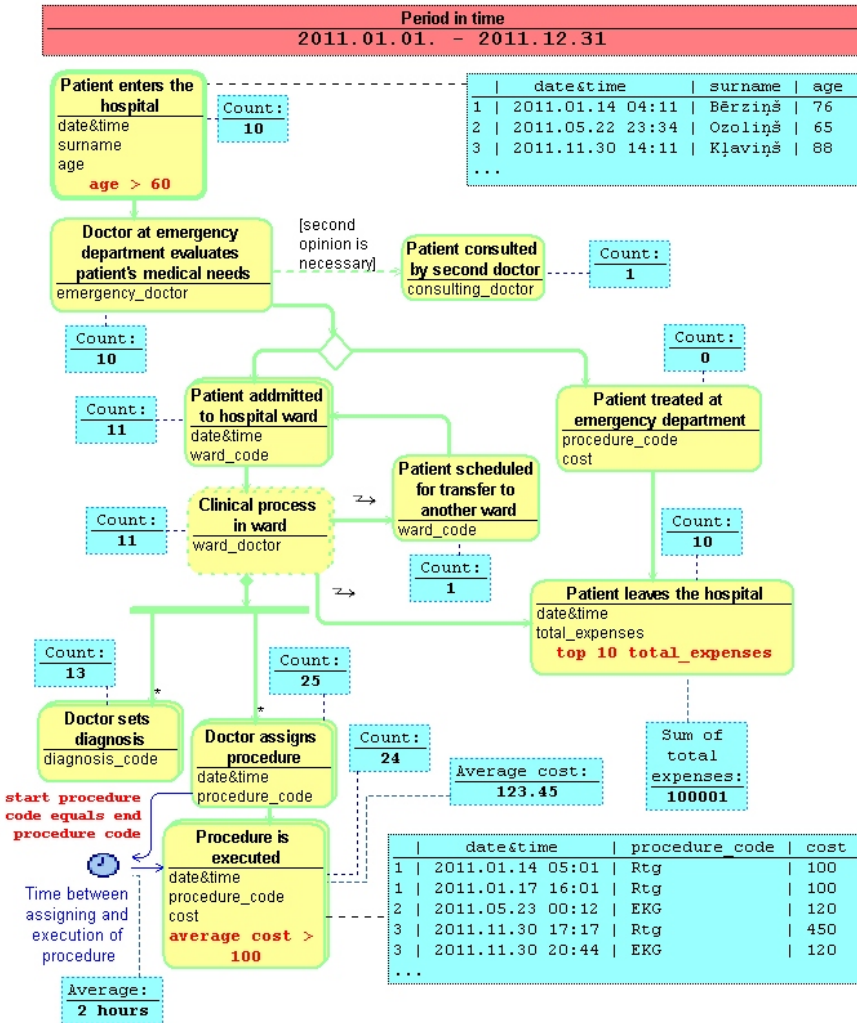 Period in time
2011.01.01. - 2011.12.31
Patient enters the
hospital
date&time
surname
age
age > 60
Count:
10
| date&time | surname | age
1 | 2011.01.14 04:11 | Bērziņš | 76
2 | 2011.05.22 23:34 | Ozoliņš | 65
3 | 2011.11.30 14:11 | Kļaviņš | 88
...
Doctor at emergency
department evaluates
patient's medical needs
emergency_doctor
[second
opinion is
necessary]
Patient consulted
by second doctor
consulting_doctor
Count:
1
Count:
10
Count:
0
Patient addmitted
to hospital ward
date&time
ward_code
Count:
11
Patient treated at
emergency department
procedure_code
cost
Patient scheduled
for transfer to
another ward
ward_code
Count:
1
Clinical process
in ward
ward_doctor
Count:
11
Count:
10
Patient leaves the hospital
date&time
total_expenses
top 10 total_expenses
Count:
13
Count:
25
*
*
Doctor sets
diagnosis
diagnosis_code
Doctor assigns
procedure
date&time
procedure_code
Count:
24
Sum of
total
expenses:
100001
Average cost:
123.45
start procedure
code equals end
procedure code
Procedure is
executed
date&time
procedure_code
cost
average cost >
100
Time between
assigning and
execution of
procedure
Average:
2 hours
| date&time | procedure_code | cost
1 | 2011.01.14 05:01 | Rtg | 100
1 | 2011.01.17 16:01 | Rtg | 100
2 | 2011.05.23 00:12 | EKG | 120
3 | 2011.11.30 17:17 | Rtg | 450
3 | 2011.11.30 20:44 | EKG | 120
...